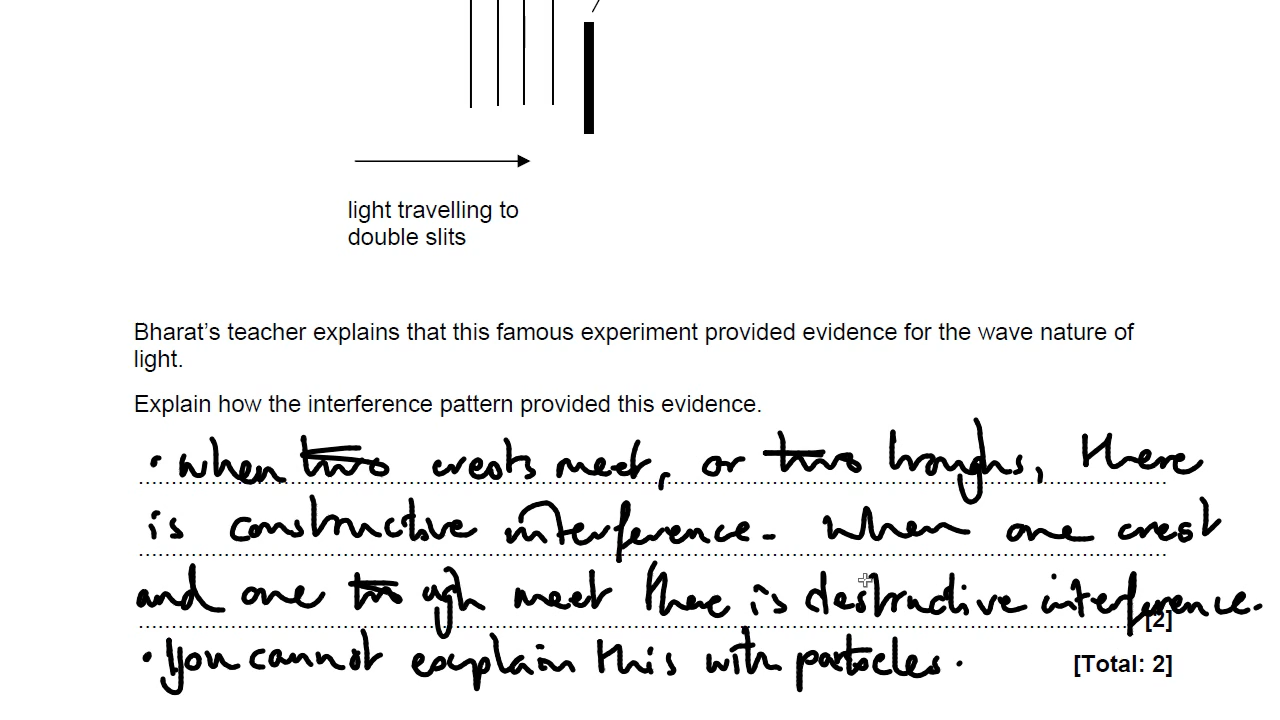 light travelling to
double slits
Bharat's teacher explains that this famous experiment provided evidence for the wave nature of
light.
Explain how the interference pattern provided this evidence.
• when two crests meet, or two troughs, there
is constructive interference. When one crest
and one trough meet there is destructive interference.
[2]
• You cannot explain this with particles.
[Total: 2]